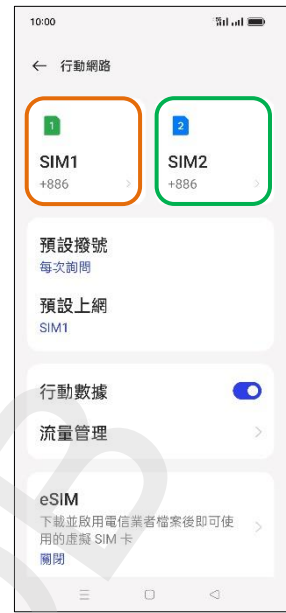 10:00
← 行動網路
1
2
SIM1
SIM2
+886
+886
預設撥號
每次詢問
預設上網
SIM1
行動數據
流量管理
eSIM
下載並啟用電信業者檔案後即可使
用的虛擬 SIM 卡
關閉